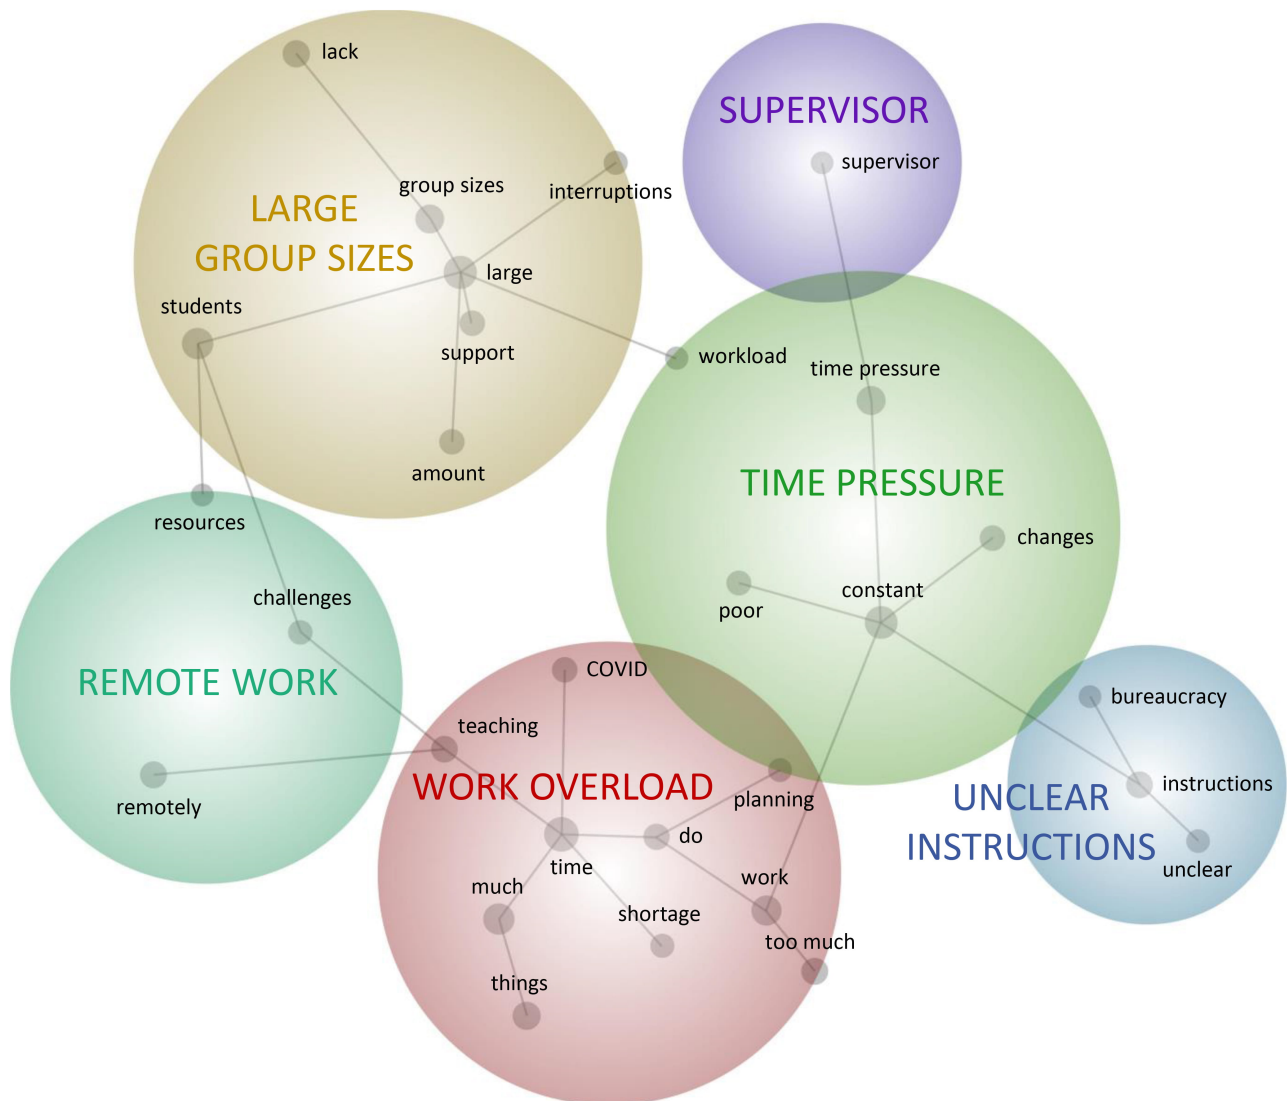 lack
SUPERVISOR
supervisor
group sizes
interruptions
LARGE
GROUP SIZES
large
students
support
workload
time pressure
amount
TIME PRESSURE
resources
changes
challenges
constant
poor
REMOTE WORK
COVID
bureaucracy
teaching
WORK OVERLOAD
planning
instructions
UNCLEAR
INSTRUCTIONS
remotely
do
time
unclear
much
work
shortage
too much
things